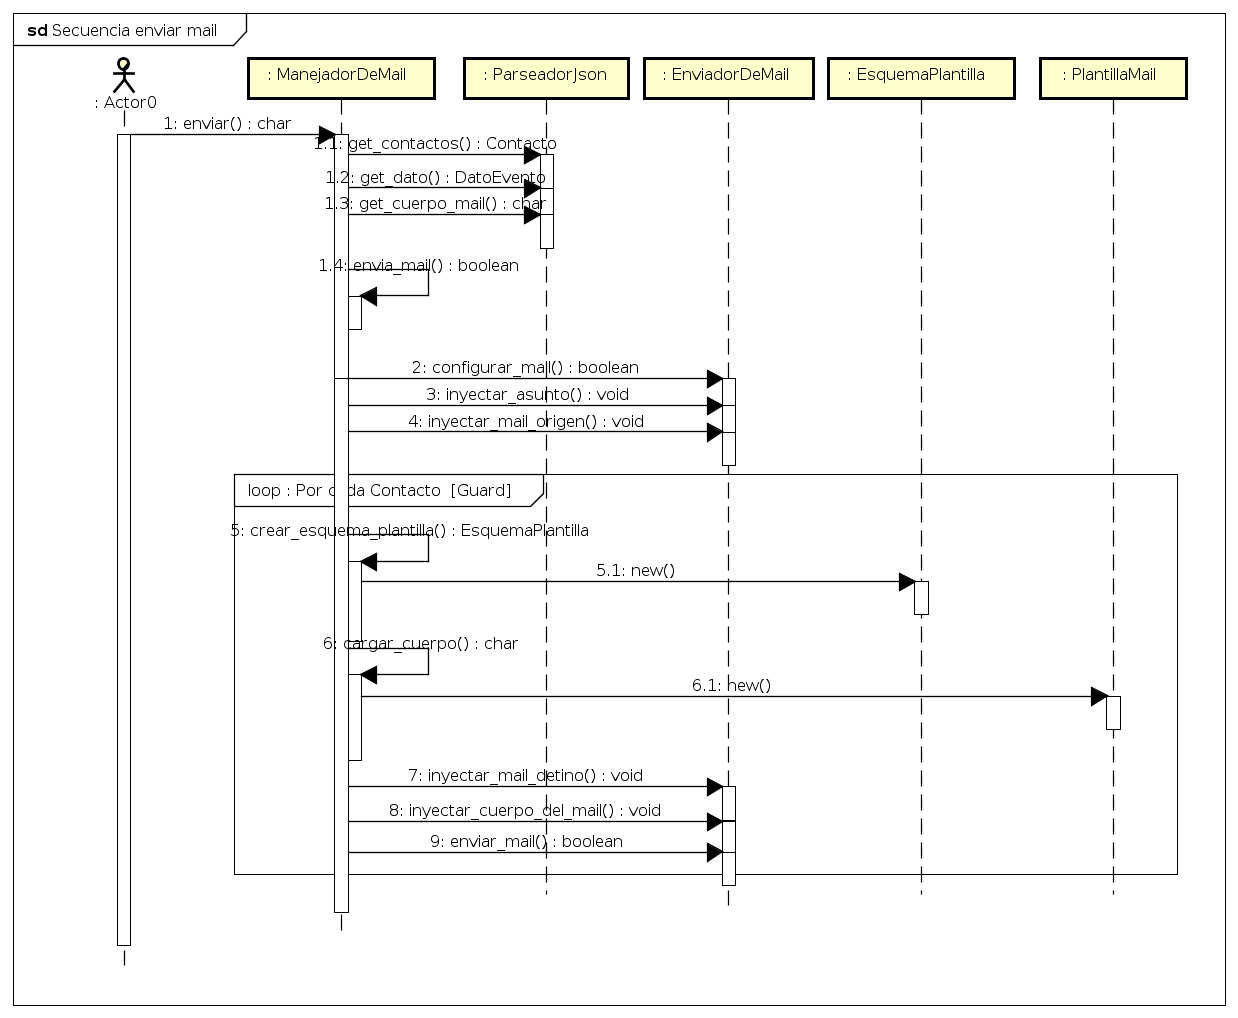 sd Secuencia enviar mail
: Actor0
: ManejadorDeMail
: ParseadorJson
: EnviadorDeMail
: EsquemaPlantilla
: PlantillaMail
1: enviar() : char
1.1: get_contactos() : Contacto
1.2: get_dato() : DatoEvento
1.3: get_cuerpo_mail() : char
1.4: envia_mail() : boolean
2: configurar_mail() : boolean
3: inyectar_asunto() : void
4: inyectar_mail_origen() : void
loop : Por cada Contacto [Guard]
5: crear_esquema_plantilla() : EsquemaPlantilla
5.1: new()
6: cargar_cuerpo() : char
6.1: new()
7: inyectar_mail_detino() : void
8: inyectar_cuerpo_del_mail() : void
9: enviar_mail() : boolean